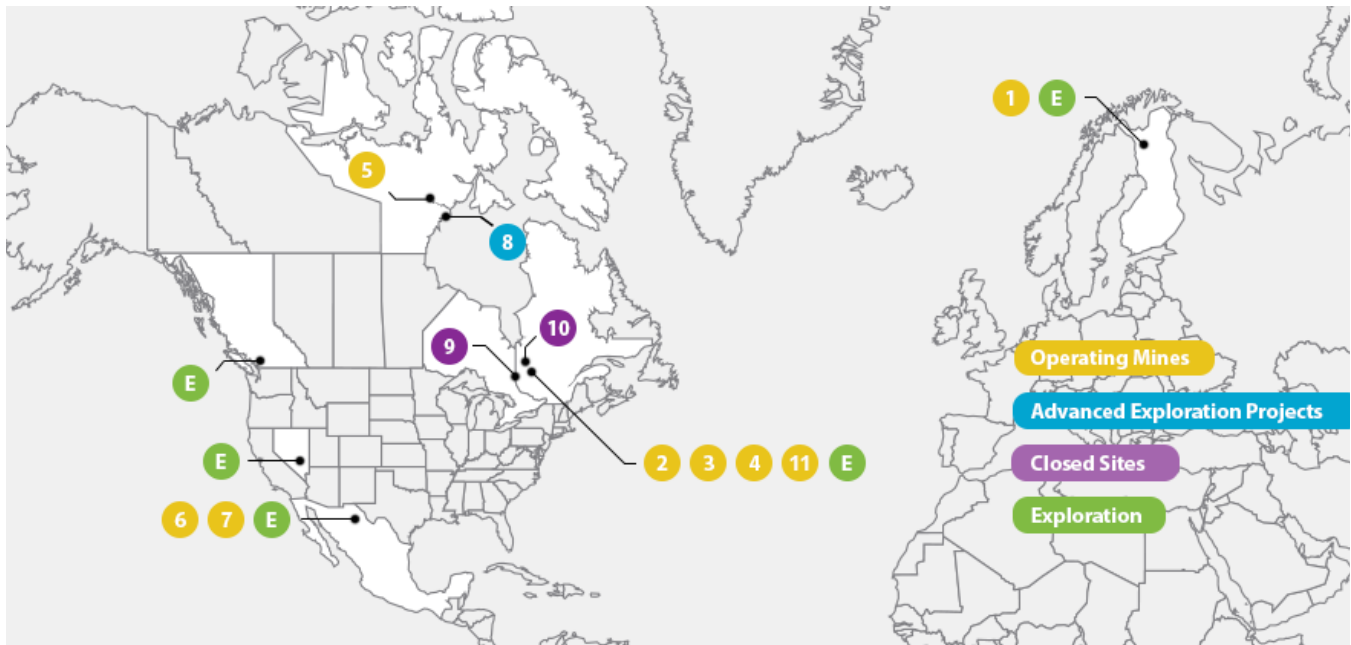 1 E
5
8
10
9
E
E
2 3 4 11 E
6 7 E
Operating Mines
Advanced Exploration Projects
Closed Sites
Exploration